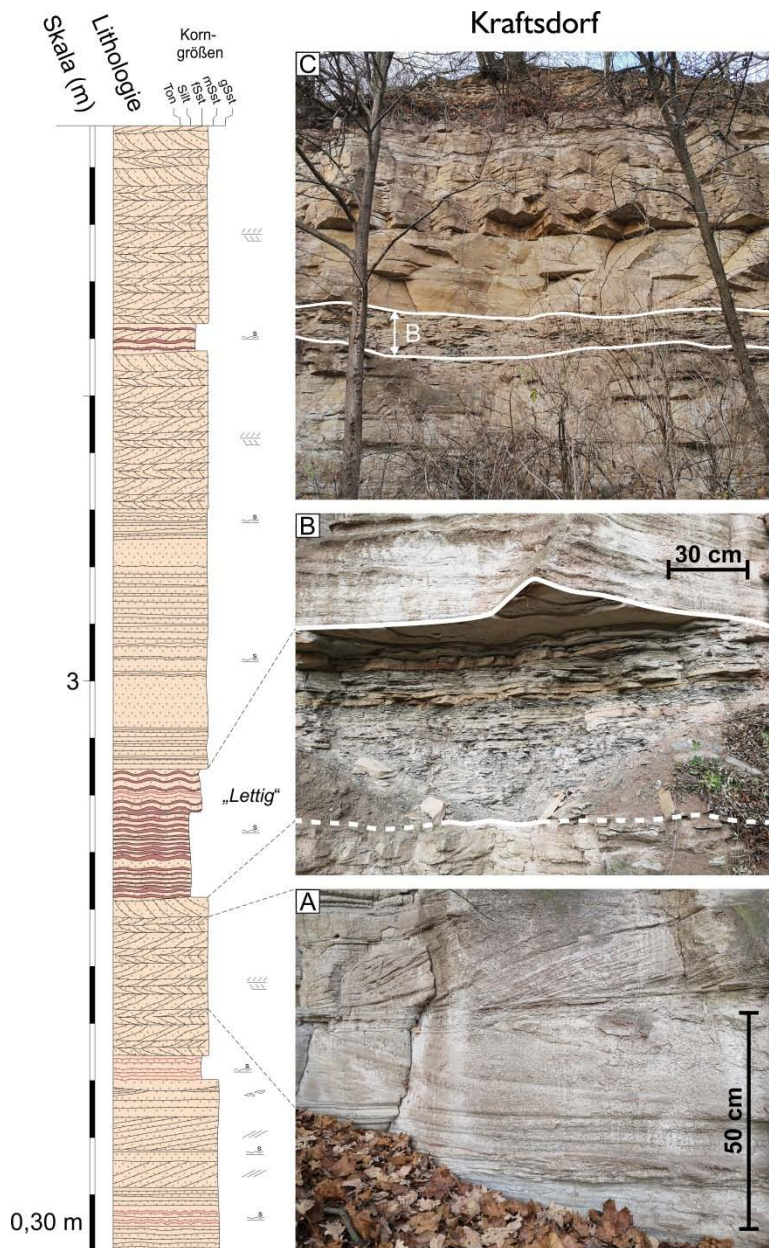 Kraftsdorf
Skala (m)
Lithologie
Korn-
größen
Ton
Silt
fSst
mSst
gSst
C
B
B
30 cm
s
s
3
s
„Lettig“
s
A
50 cm
s
s
0,30 m
s